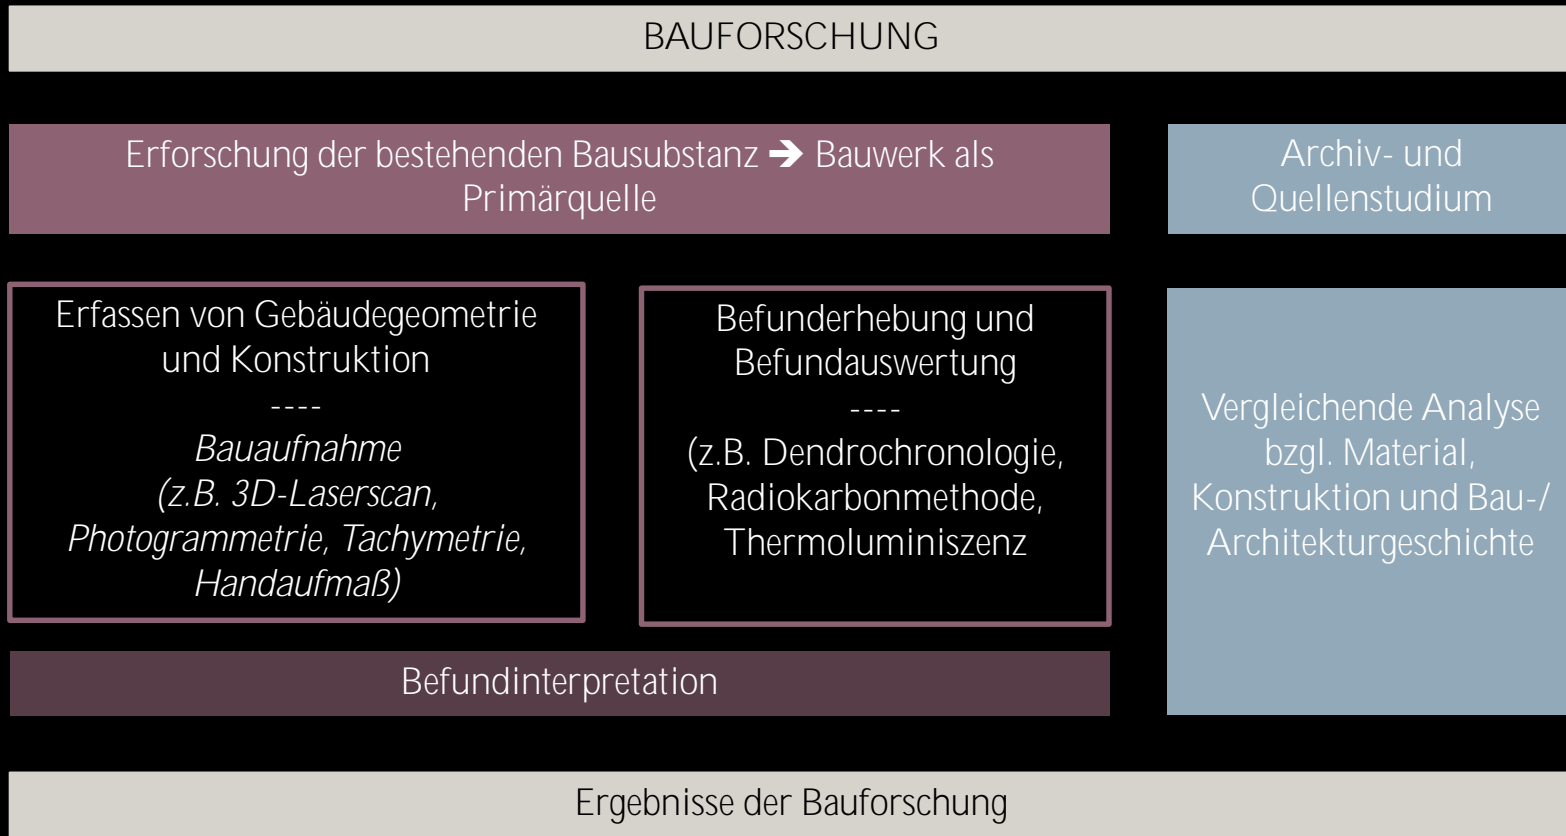 BAUFORSCHUNG
Erforschung der bestehenden Bausubstanz ➔ Bauwerk als
Primärquelle
Archiv- und
Quellenstudium
Erfassen von Gebäudegeometrie
und Konstruktion
----
Bauaufnahme
(z.B. 3D-Laserscan,
Photogrammetrie, Tachymetrie,
Handaufmaß)
Befunderhebung und
Befundauswertung
----
(z.B. Dendrochronologie,
Radiokarbonmethode,
Thermoluminiszenz
Vergleichende Analyse
bzgl. Material,
Konstruktion und Bau-/
Architekturgeschichte
Befundinterpretation
Ergebnisse der Bauforschung